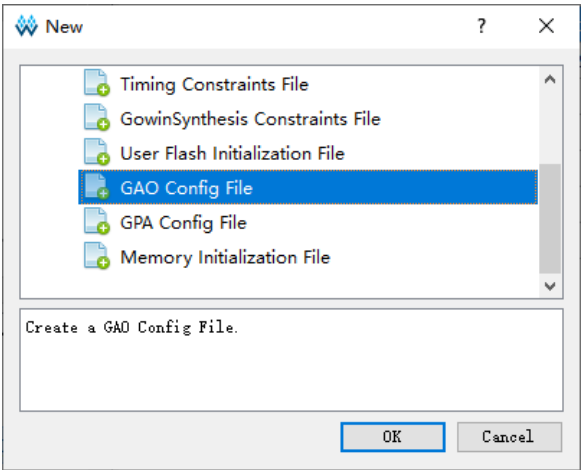 New
?
Timing Constraints File
GowinSynthesis Constraints File
User Flash Initialization File
GAO Config File
GPA Config File
Memory Initialization File
Create a GAO Config File.
OK
Cancel